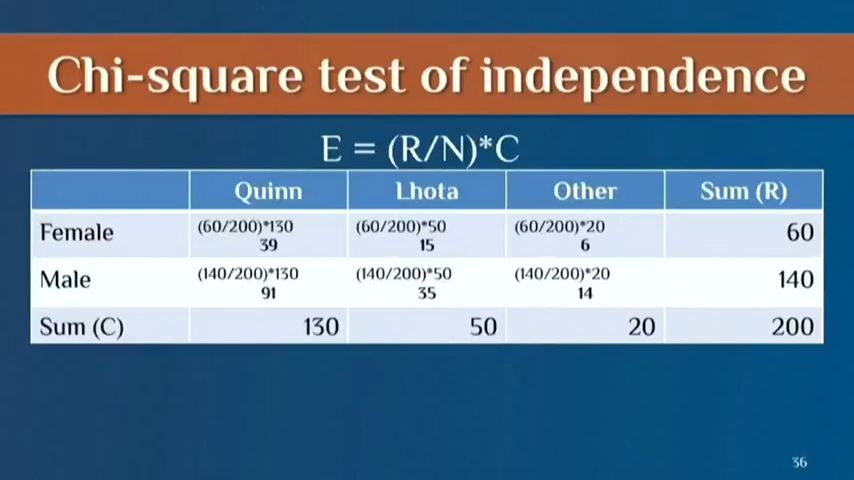 Chi-square test of independence
E = (R/N)*C
Quinn Lhota Other Sum (R)
Female (60/200)*130 39 (60/200)*50 15 (60/200)*20 6 60
Male (140/200)*130 91 (140/200)*50 35 (140/200)*20 14 140
Sum (C) 130 50 20 200
36